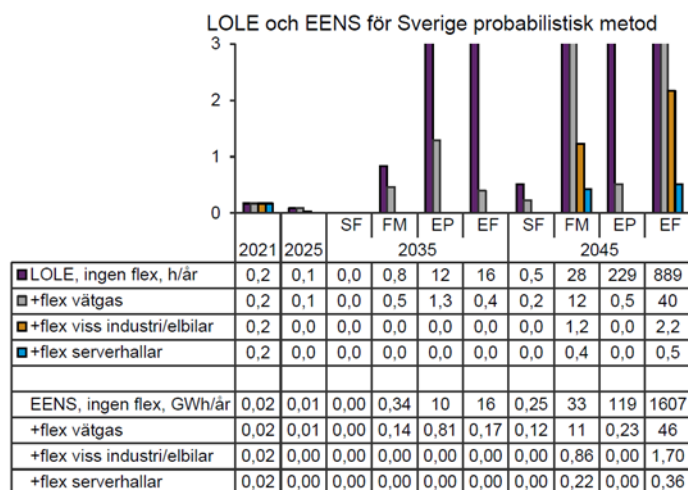 LOLE och EENS för Sverige probabilistisk metod
3
2
1
0
SF FM EP EF SF FM EP EF
2021 2025 2035 2045
LOLE, ingen flex, h/år 0,2 0,1 0,0 0,8 12 16 0,5 28 229 889
+flex vätgas 0,2 0,1 0,0 0,5 1,3 0,4 0,2 12 0,5 40
+flex viss industri/elbilar 0,2 0,0 0,0 0,0 0,0 0,0 0,0 1,2 0,0 2,2
+flex serverhallar 0,2 0,0 0,0 0,0 0,0 0,0 0,0 0,4 0,0 0,5
EENS, ingen flex, GWh/år 0,02 0,01 0,00 0,34 10 16 0,25 33 119 1607
+flex vätgas 0,02 0,01 0,00 0,14 0,81 0,17 0,12 11 0,23 46
+flex viss industri/elbilar 0,02 0,00 0,00 0,00 0,00 0,00 0,00 0,86 0,00 1,70
+flex serverhallar 0,02 0,00 0,00 0,00 0,00 0,00 0,00 0,22 0,00 0,36